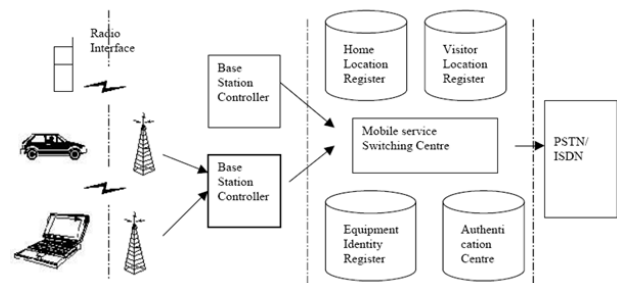 Radio
Interface
Base
Station
Controller
Base
Station
Controller
Home
Location
Register
Visitor
Location
Register
Mobile service
Switching Centre
Equipment
Identity
Register
Authenti
cation
Centre
PSTN/
ISDN